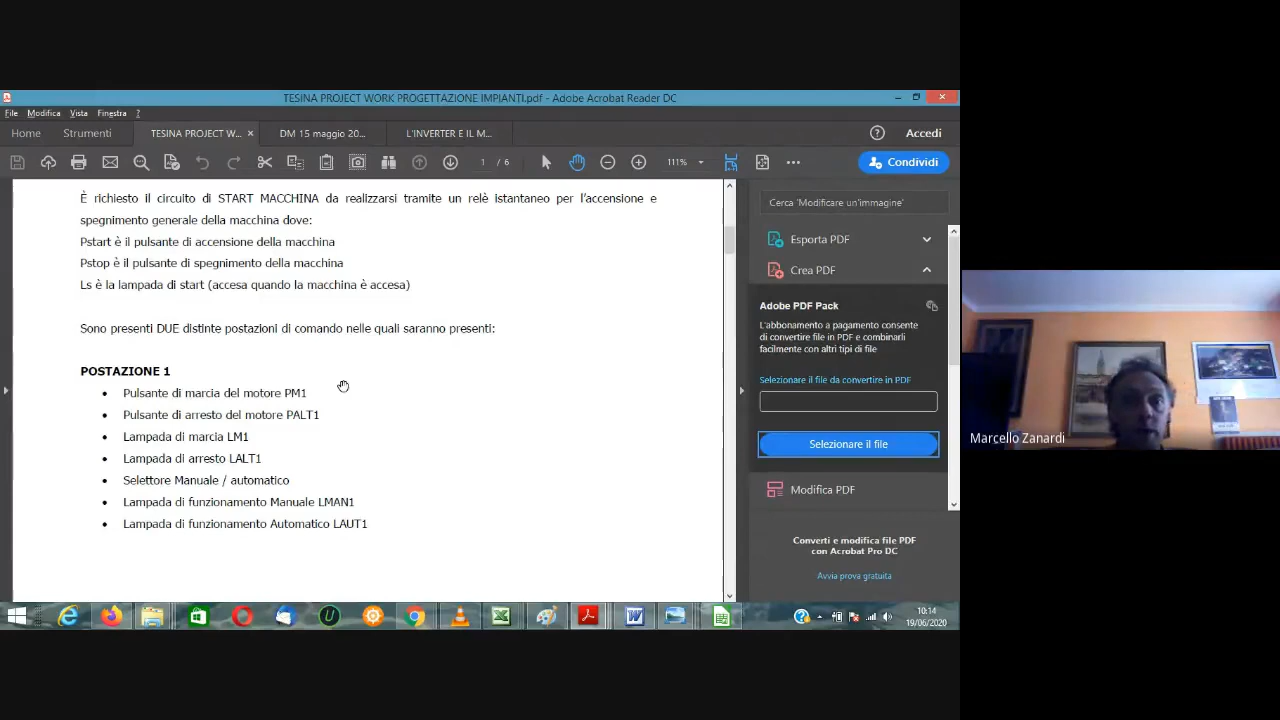 TESINA PROJECT WORK PROGETTAZIONE IMPIANTI.pdf - Adobe Acrobat Reader DC
File Modifica Vista Finestra ?
Home Strumenti TESINA PROJECT W... × DM 15 maggio 20... L'INVERTER E IL M... Accedi
1 / 6 111% Condividi
È richiesto il circuito di START MACCHINA da realizzarsi tramite un relè istantaneo per l'accensione e
spegnimento generale della macchina dove:
Pstart è il pulsante di accensione della macchina
Pstop è il pulsante di spegnimento della macchina
Ls è la lampada di start (accesa quando la macchina è accesa)
Sono presenti DUE distinte postazioni di comando nelle quali saranno presenti:
POSTAZIONE 1
• Pulsante di marcia del motore PM1
• Pulsante di arresto del motore PALT1
• Lampada di marcia LM1
• Lampada di arresto LALT1
• Selettore Manuale / automatico
• Lampada di funzionamento Manuale LMAN1
• Lampada di funzionamento Automatico LAUT1
Cerca 'Modificare un'immagine'
Esporta PDF
Crea PDF
Adobe PDF Pack
L'abbonamento a pagamento consente
di convertire file in PDF e combinarli
facilmente con altri tipi di file
Selezionare il file da convertire in PDF
Selezionare il file
Modifica PDF
Converti e modifica file PDF
con Acrobat Pro DC
Avvia prova gratuita
10:14
19/06/2020
Marcello Zanardi